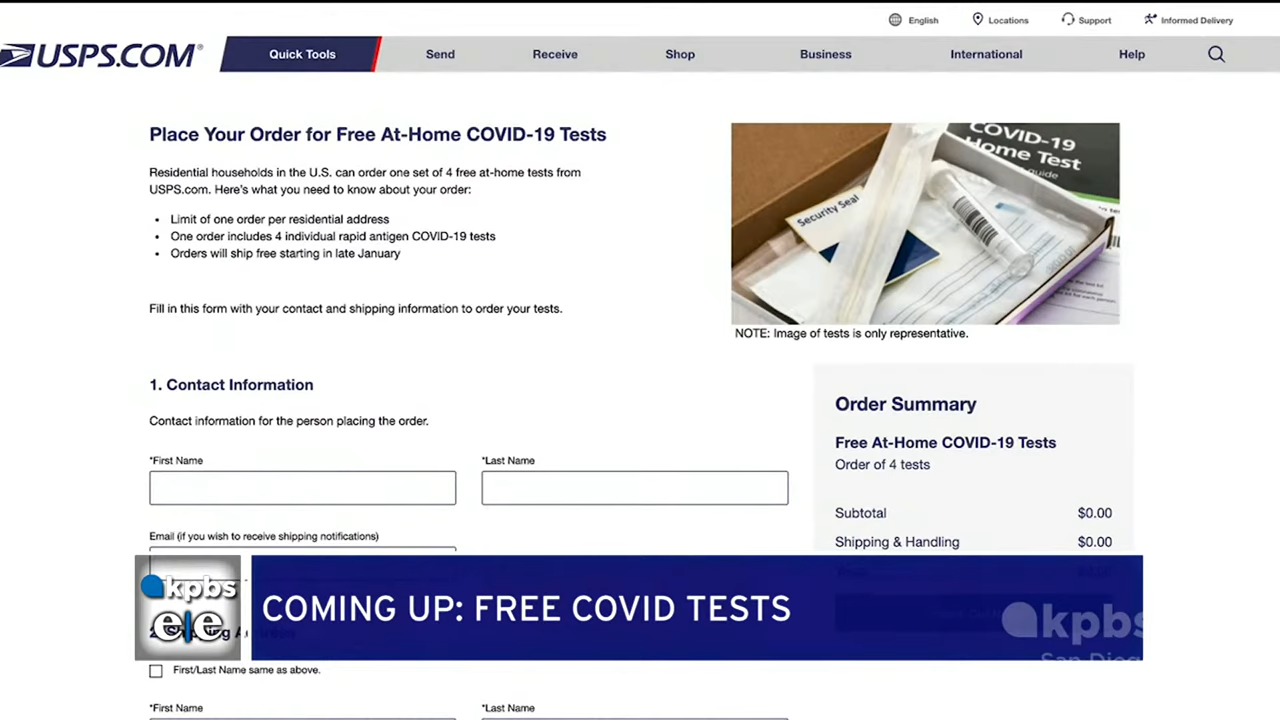 English
Locations
Support
Informed Delivery
USPS.COM®
Quick Tools
Send
Receive
Shop
Business
International
Help
Place Your Order for Free At-Home COVID-19 Tests
Residential households in the U.S. can order one set of 4 free at-home tests from
USPS.com. Here's what you need to know about your order:
• Limit of one order per residential address
• One order includes 4 individual rapid antigen COVID-19 tests
• Orders will ship free starting in late January
Fill in this form with your contact and shipping information to order your tests.
COVID-19
Home Test
guide
Security Seal
NOTE: Image of tests is only representative.
1. Contact Information
Contact information for the person placing the order.
*First Name
*Last Name
Email (if you wish to receive shipping notifications)
Order Summary
Free At-Home COVID-19 Tests
Order of 4 tests
Subtotal
$0.00
Shipping & Handling
$0.00
kpbs
e|e
COMING UP: FREE COVID TESTS
kpbs
San Diego
First/Last Name same as above.
*First Name
*Last Name